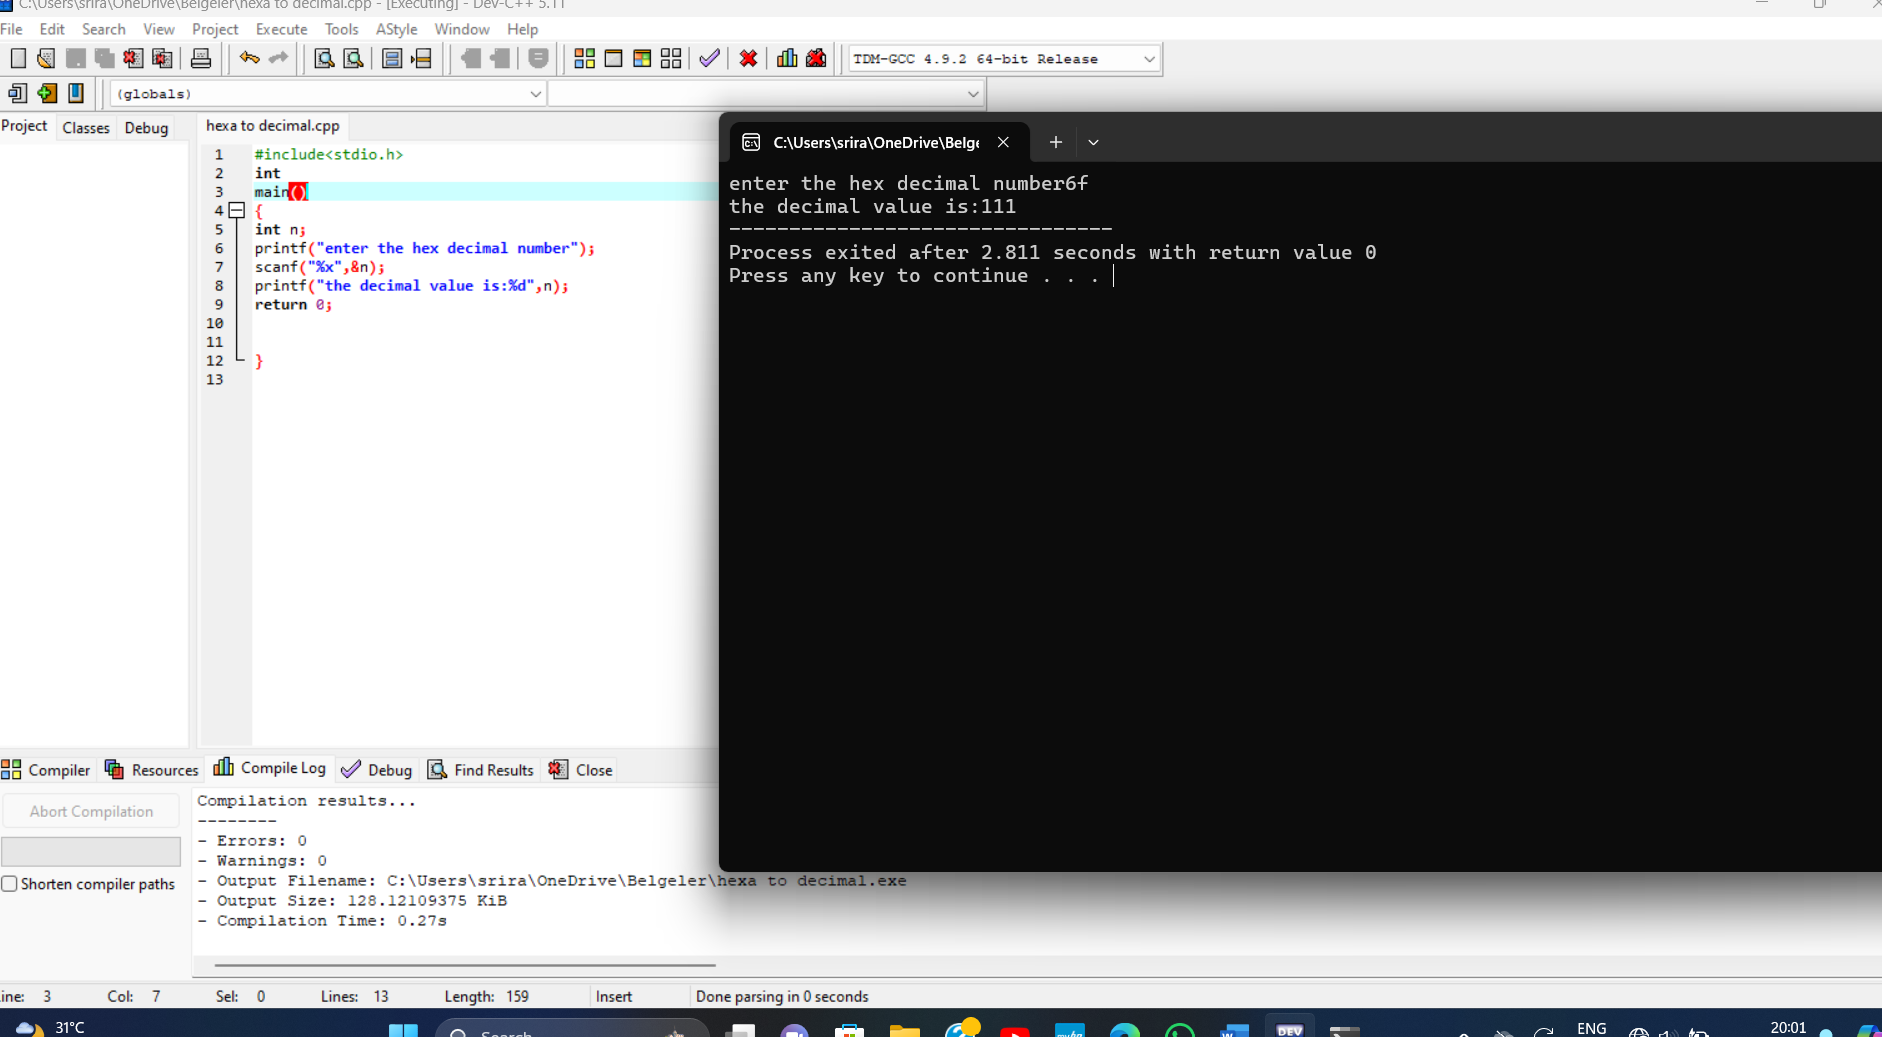 C:\Users\srira\OneDrive\Belgeler\hexa to decimal.cpp - [Executing] - Dev-C++ 5.11
File Edit Search View Project Execute Tools AStyle Window Help
TDM-GCC 4.9.2 64-bit Release
(globals)
Project Classes Debug hexa to decimal.cpp
1 #include<stdio.h>
2 int
3 main()
4 {
5 int n;
6 printf("enter the hex decimal number");
7 scanf("%x",&n);
8 printf("the decimal value is:%d",n);
9 return 0;
10
11
12 }
13
C:\Users\srira\OneDrive\Belge
enter the hex decimal number6f
the decimal value is:111
--------------------------------
Process exited after 2.811 seconds with return value 0
Press any key to continue . . .
Compiler Resources Compile Log Debug Find Results Close
Abort Compilation
Shorten compiler paths
Compilation results...
--------
- Errors: 0
- Warnings: 0
- Output Filename: C:\Users\srira\OneDrive\Belgeler\hexa to decimal.exe
- Output Size: 128.12109375 KiB
- Compilation Time: 0.27s
ine: 3 Col: 7 Sel: 0 Lines: 13 Length: 159 Insert Done parsing in 0 seconds
31°C Search DEV ENG 20:01